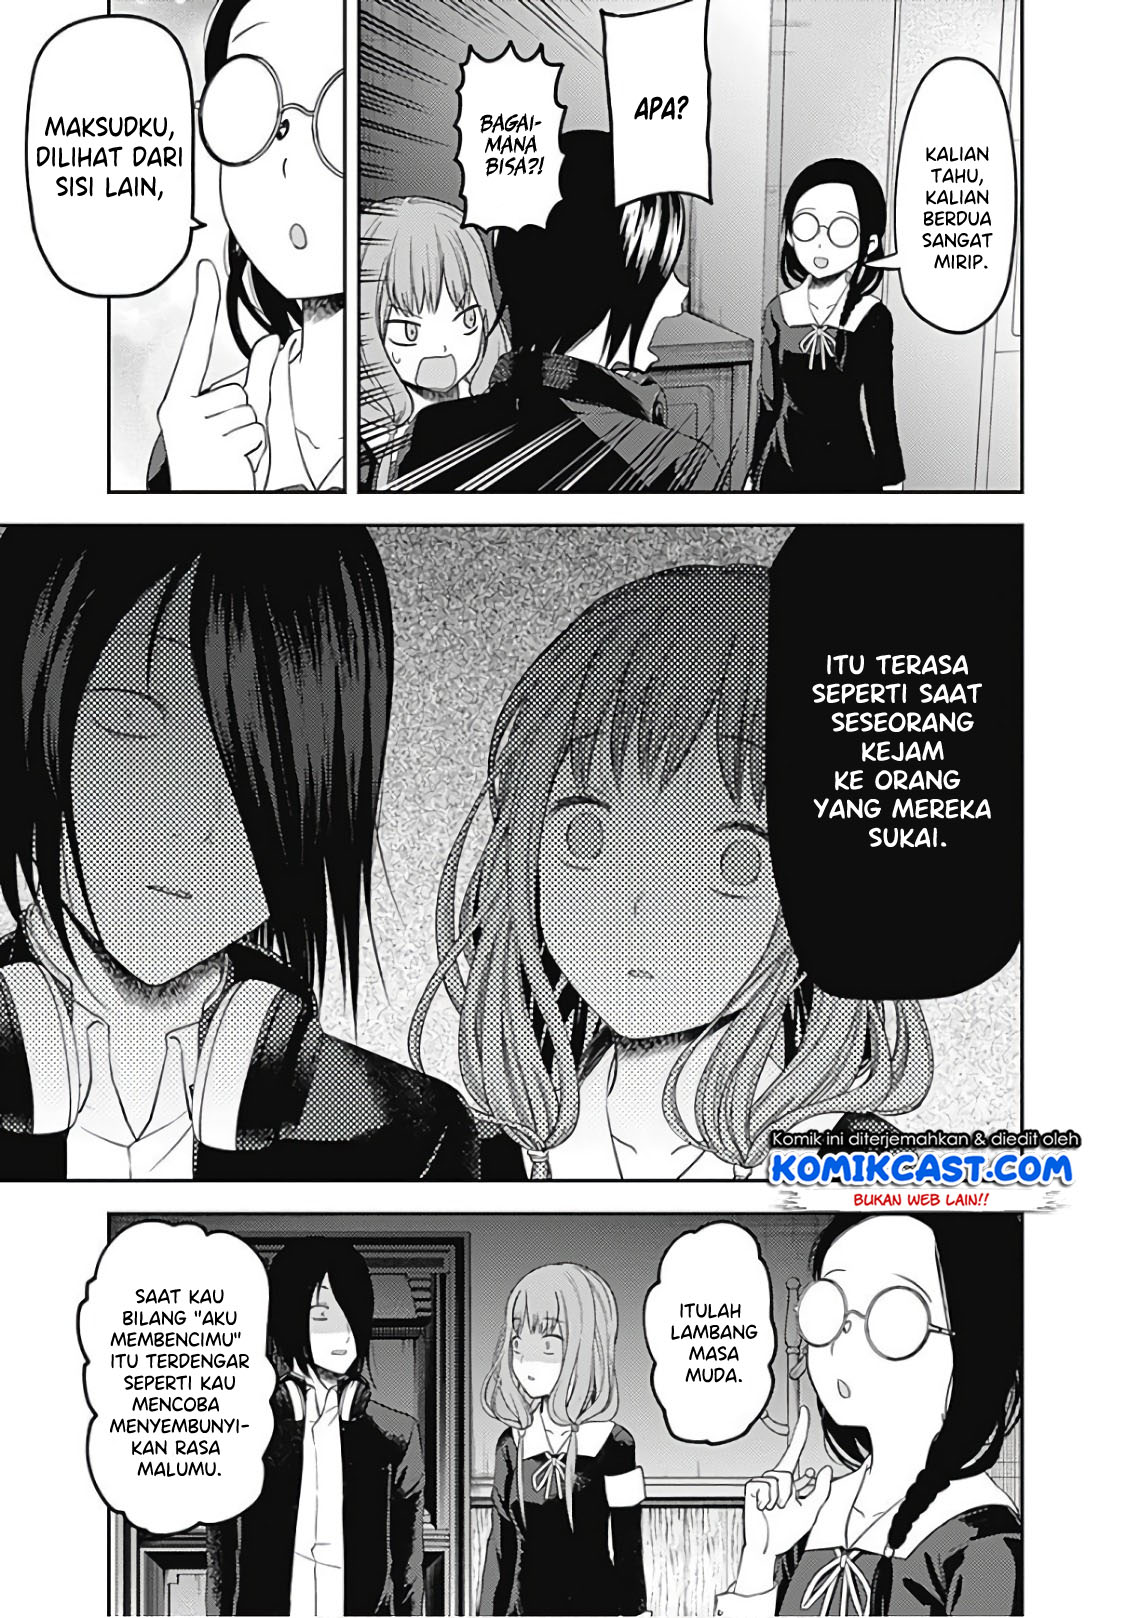 KALIAN
TAHU,
KALIAN
BERDUA
SANGAT
MIRIP.
APA?
BAGAI-
MANA
BISA?!
MAKSUDKU,
DILIHAT DARI
SISI LAIN,
ITU TERASA
SEPERTI SAAT
SESEORANG
KEJAM
KE ORANG
YANG MEREKA
SUKAI.
Komik ini diterjemahkan & diedit oleh
KOMIKCAST.COM
BUKAN WEB LAIN!!
ITULAH
LAMBANG
MASA
MUDA.
SAAT KAU
BILANG "AKU
MEMBENCIMU"
ITU TERDENGAR
SEPERTI KAU
MENCOBA
MENYEMBUNYI-
KAN RASA
MALUMU.